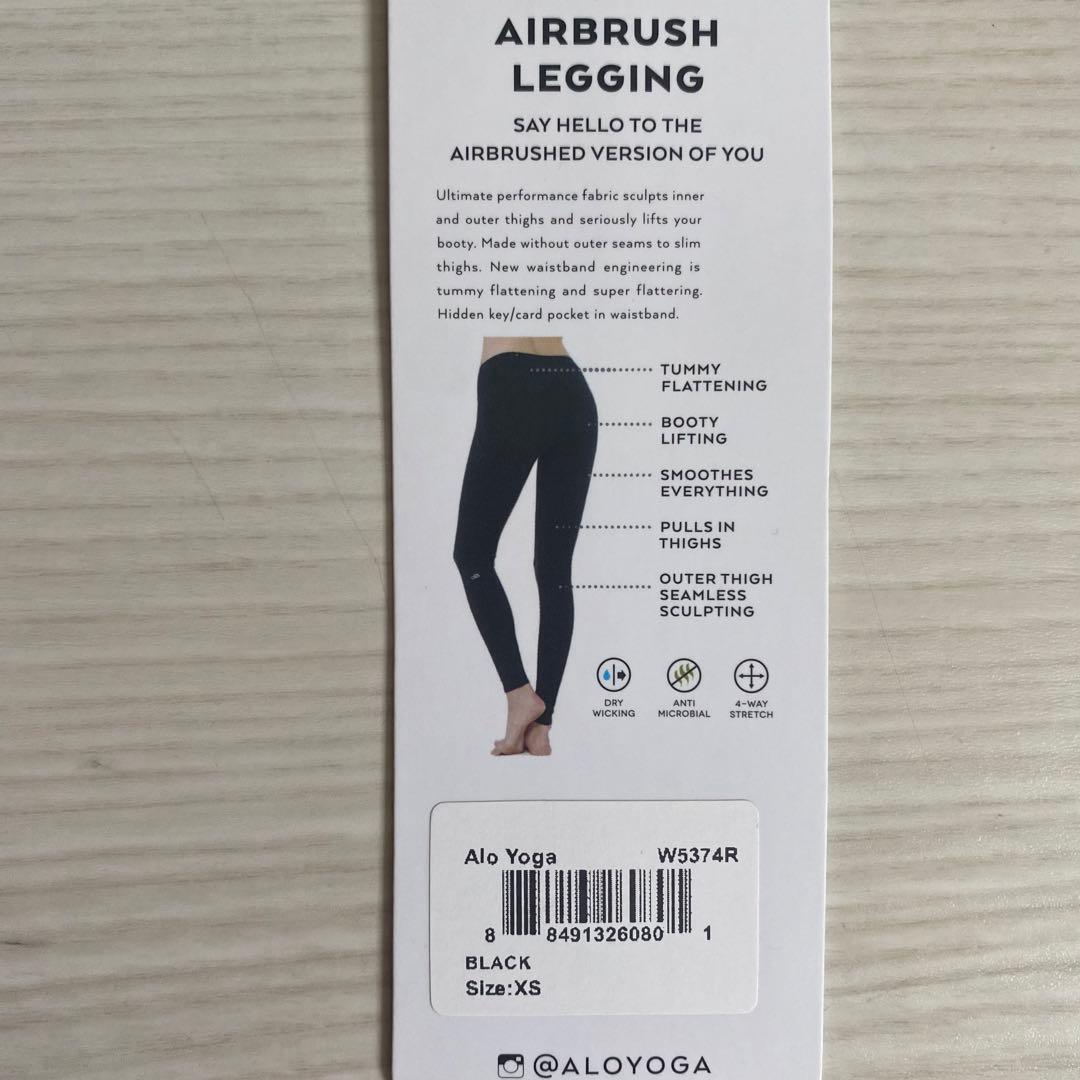 AIRBRUSH
LEGGING
SAY HELLO TO THE
AIRBRUSHED VERSION OF YOU
Ultimate performance fabric sculpts inner
and outer thighs and seriously lifts your
booty. Made without outer seams to slim
thighs. New waistband engineering is
tummy flattening and super flattering.
Hidden key/card pocket in waistband.
TUMMY
FLATTENING
BOOTY
LIFTING
SMOOTHES
EVERYTHING
PULLS IN
THIGHS
OUTER THIGH
SEAMLESS
SCULPTING
DRY
WICKING
ANTI
MICROBIAL
4-WAY
STRETCH
Alo Yoga W5374R
8 8491326080 1
BLACK
Size:XS
@ALOYOGA